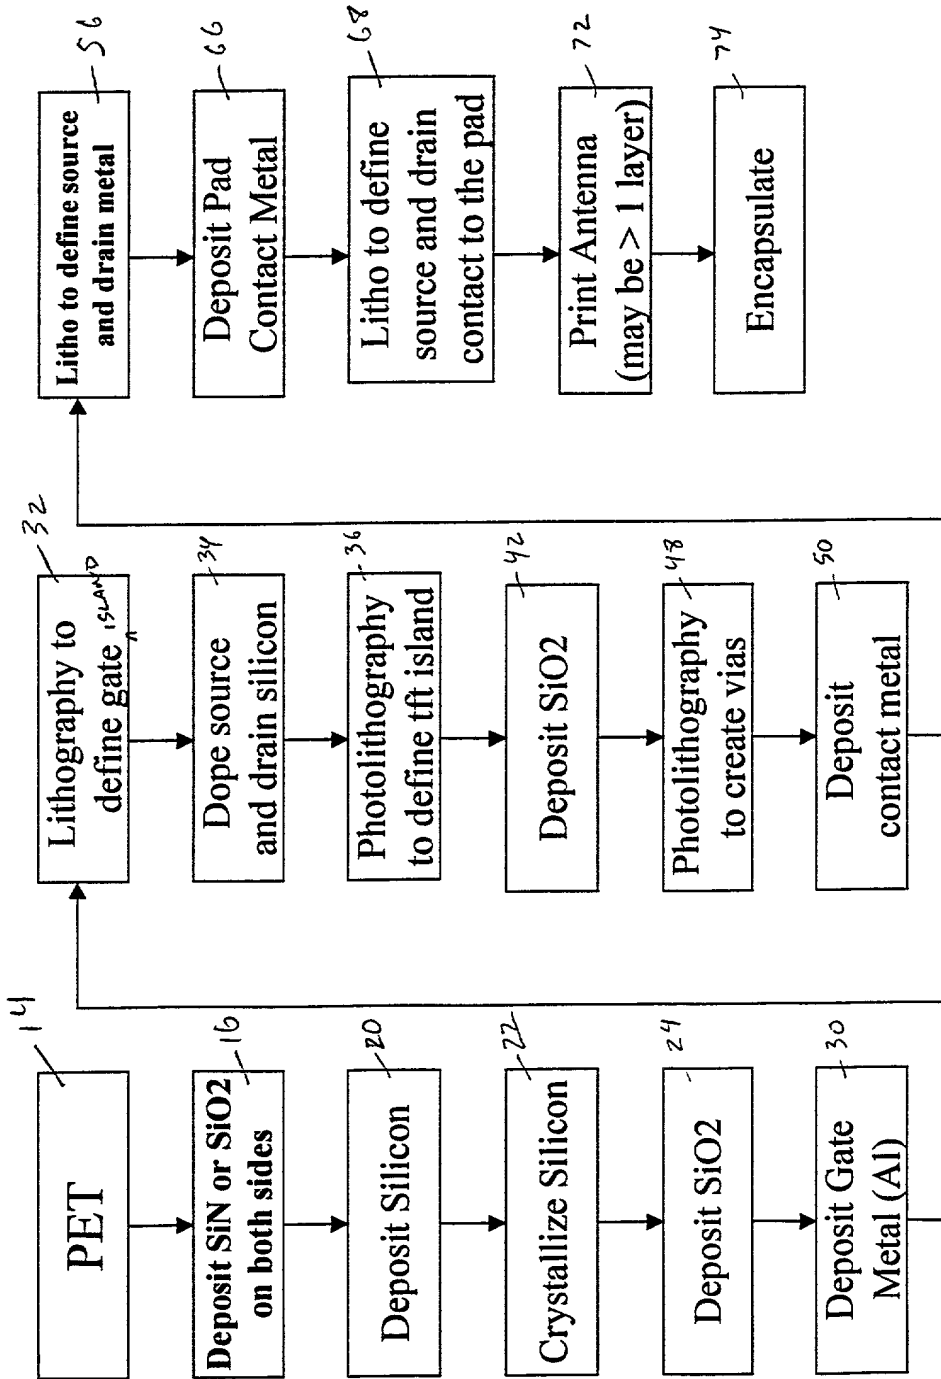 14
PET
16
Deposit SiN or SiO2
on both sides
20
Deposit Silicon
22
Crystallize Silicon
24
Deposit SiO2
30
Deposit Gate
Metal (Al)
32
Lithography to
define gate ISLAND
34
Dope source
and drain silicon
36
Photolithography
to define tft island
42
Deposit SiO2
48
Photolithography
to create vias
50
Deposit
contact metal
56
Litho to define source
and drain metal
66
Deposit Pad
Contact Metal
68
Litho to define
source and drain
contact to the pad
72
Print Antenna
(may be > 1 layer)
74
Encapsulate